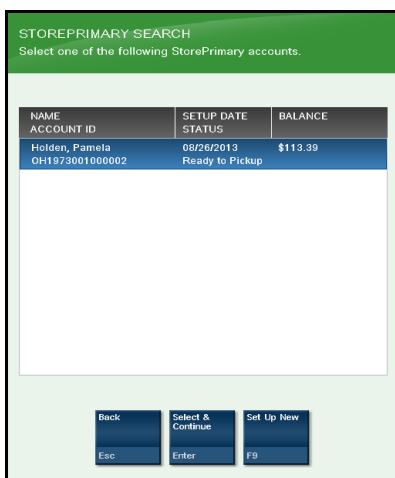 STOREPRIMARY SEARCH
Select one of the following StorePrimary accounts.
NAME SETUP DATE BALANCE
ACCOUNT ID STATUS
Holden, Pamela 08/26/2013 $113.39
OH1973001000002 Ready to Pickup
Back Select & Set Up New
Continue
Esc Enter F9